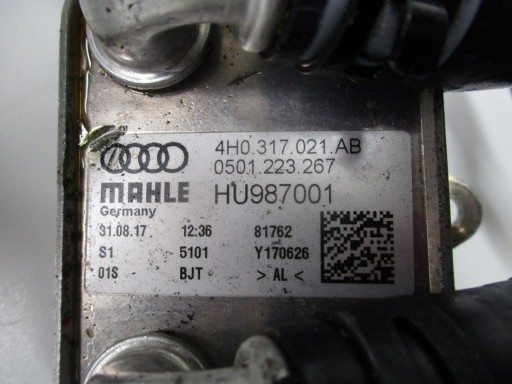 4H0.317.021.AB
0501.223.267
MAHLE HU987001
Germany
31.08.17 12:36 81762
S1 5101 Y170626
01S BJT > AL <